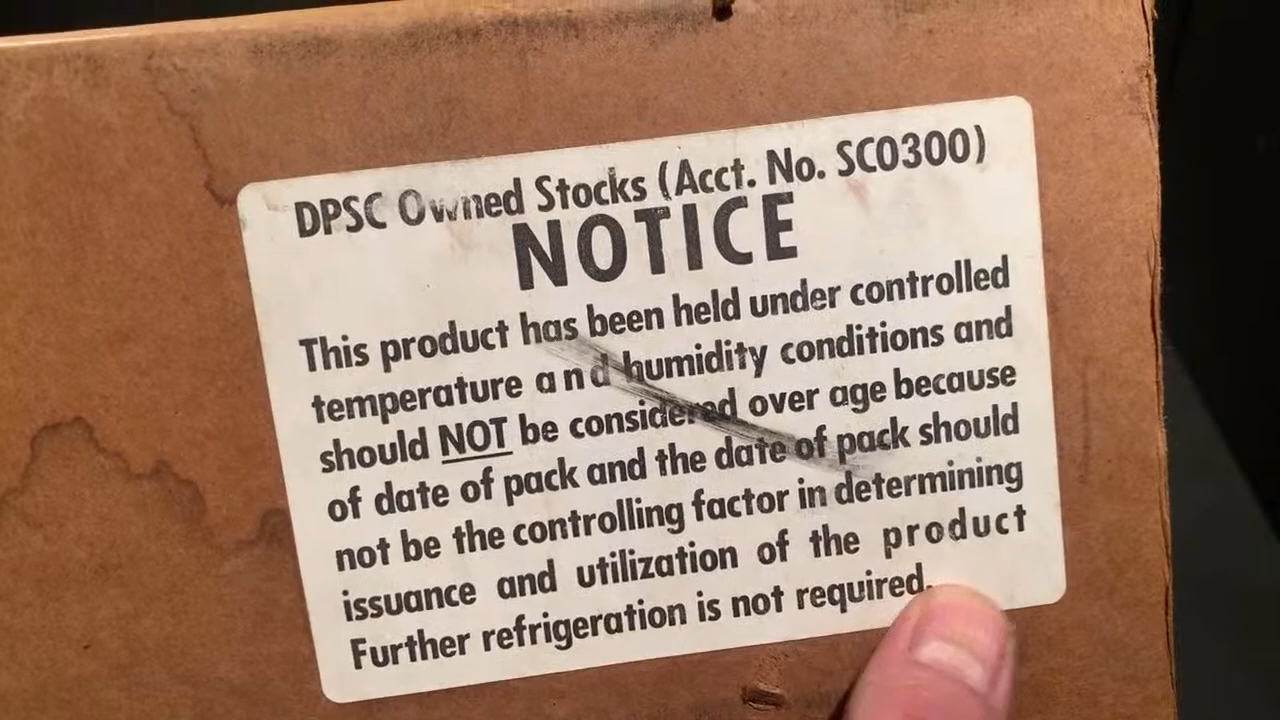 DPSC Owned Stocks (Acct. No. SC0300)
NOTICE
This product has been held under controlled
temperature and humidity conditions and
should NOT be considered over age because
of date of pack and the date of pack should
not be the controlling factor in determining
issuance and utilization of the product
Further refrigeration is not required.